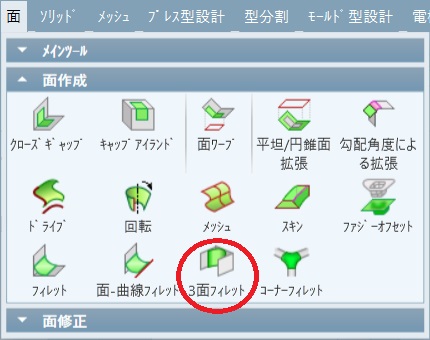 面 ｿﾘｯﾄﾞ ﾒｯｼｭ ﾌﾟﾚｽ型設計 型分割 ﾓｰﾙﾄﾞ型設計
ﾒｲﾝﾂｰﾙ
面作成
ｸﾛｰｽﾞｷﾞｬｯﾌﾟ ｷｬｯﾌﾟｱｲﾗﾝﾄﾞ 面ﾜｰﾌﾟ 平坦/円錐面 勾配角度によ
拡張 る拡張
ﾄﾞﾗｲﾌﾞ 回転 ﾒｯｼｭ ｽｷﾝ ﾌｧｼﾞｰｵﾌｾｯﾄ
ﾌｨﾚｯﾄ 面-曲線ﾌｨﾚｯﾄ 3面ﾌｨﾚｯﾄ ｺｰﾅｰﾌｨﾚｯﾄ
面修正